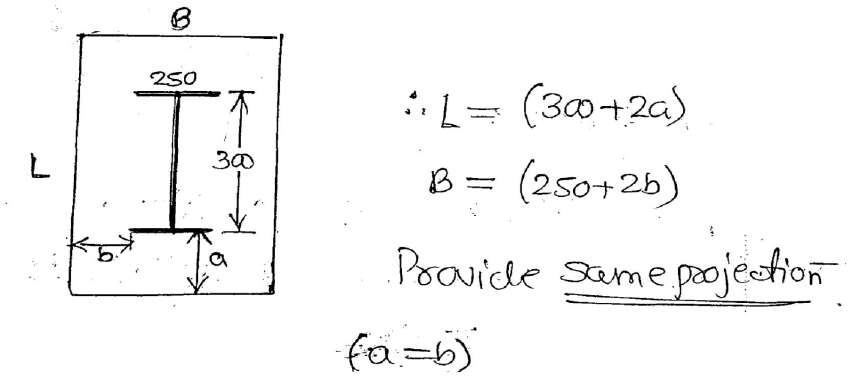 B
250
300
L
b
a
∴ L = (300+2a)
B = (250+2b)
Provide same projection.
(a=b)